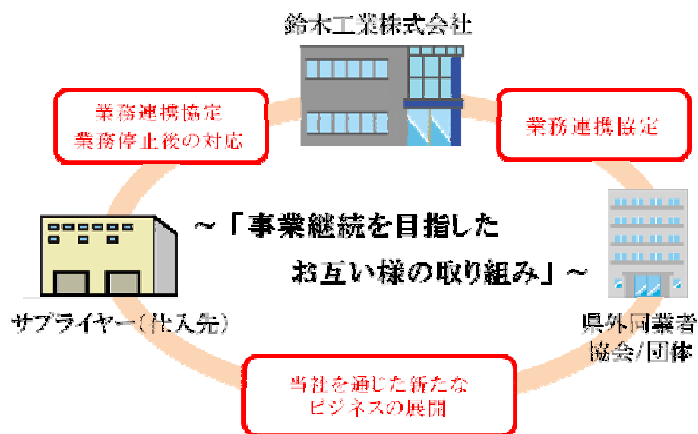 鈴木工業株式会社
業務連携協定
業務停止後の対応
業務連携協定
~「事業継続を目指した
お互い様の取り組み」~
サプライヤー(仕入先)
県外同業者
協会/団体
当社を通じた新たな
ビジネスの展開